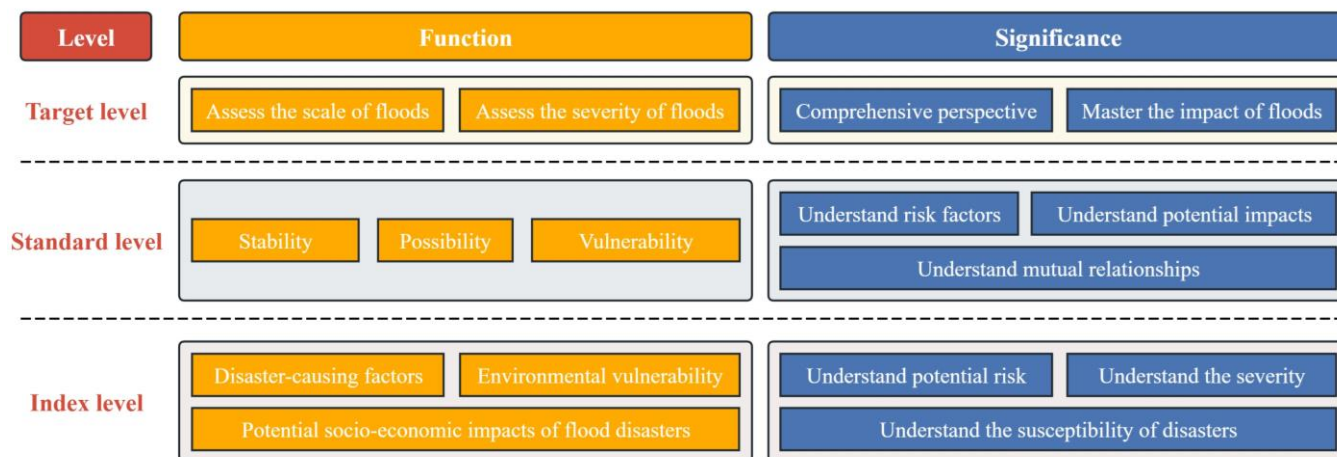 Level Function Significance
Target level Assess the scale of floods Assess the severity of floods Comprehensive perspective Master the impact of floods
Understand risk factors Understand potential impacts
Standard level Stability Possibility Vulnerability
Understand mutual relationships
Disaster-causing factors Environmental vulnerability Understand potential risk Understand the severity
Index level
Potential socio-economic impacts of flood disasters Understand the susceptibility of disasters